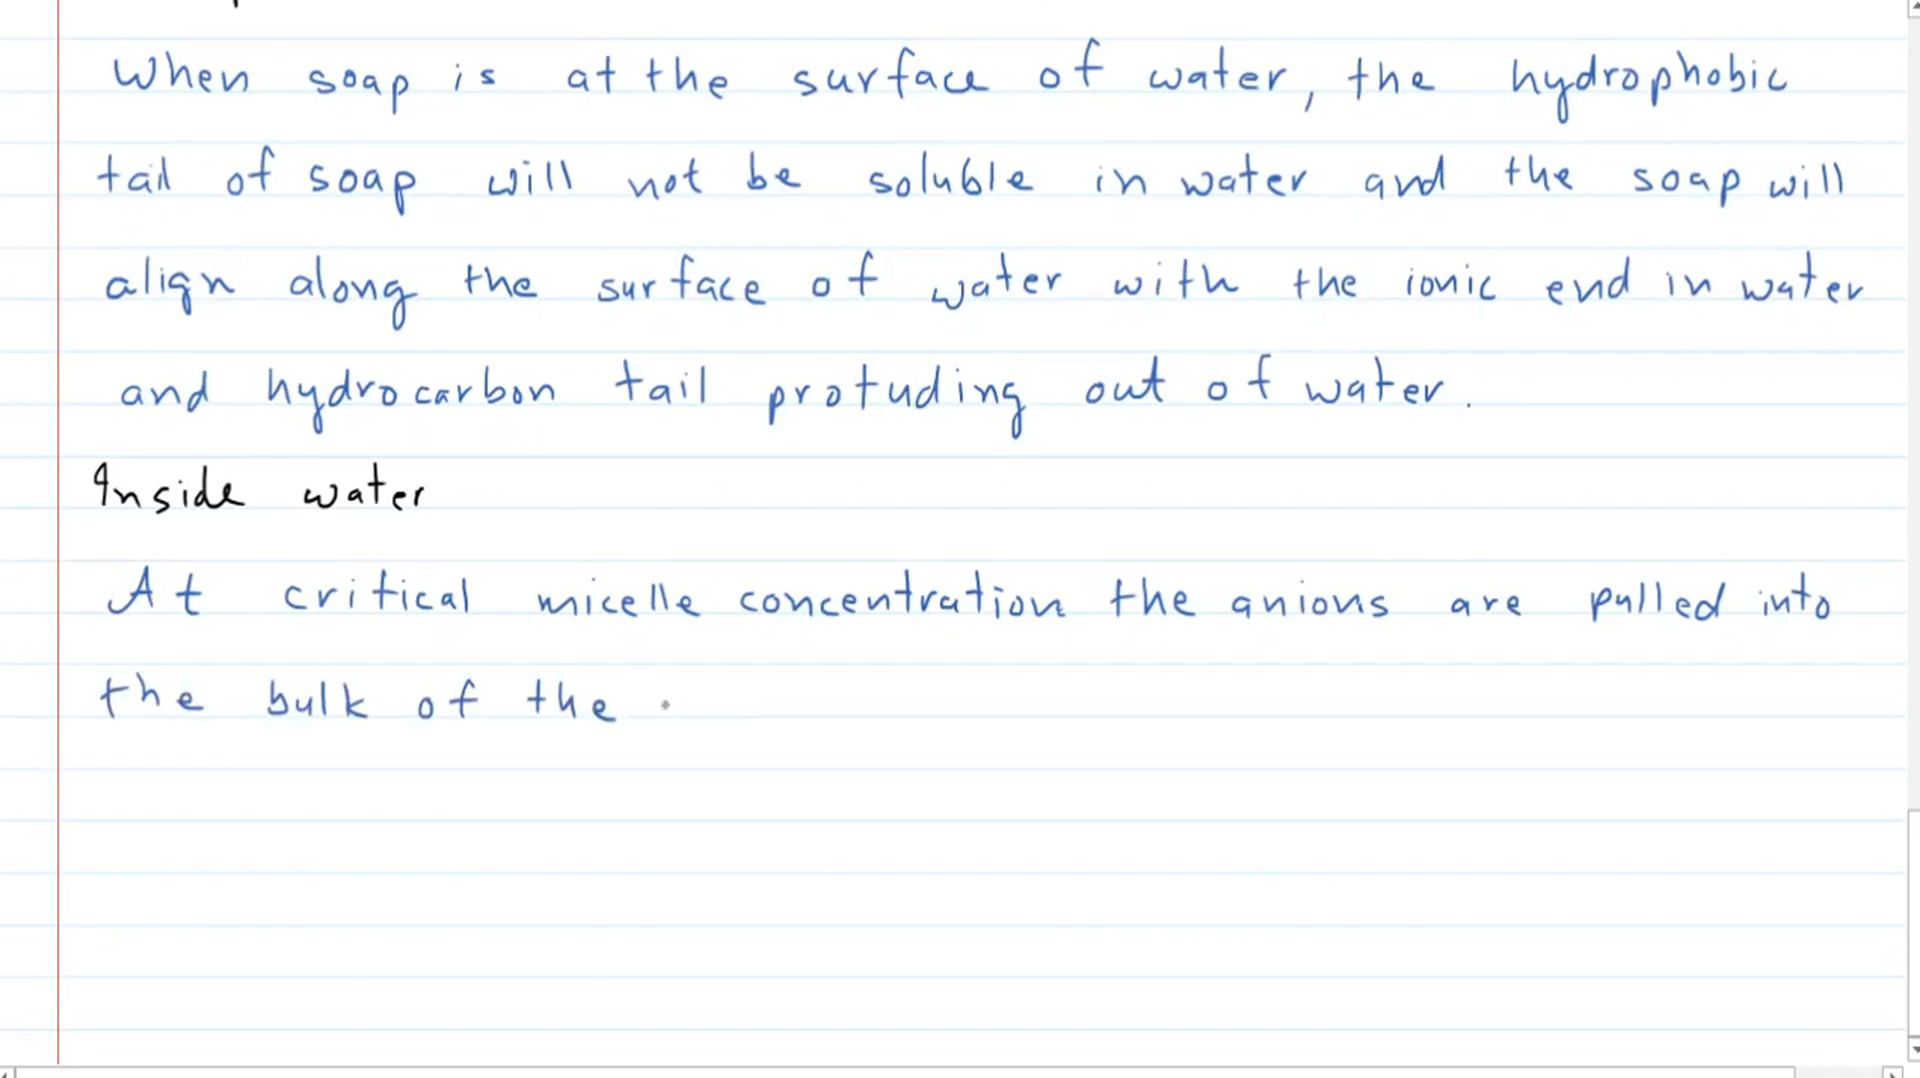 When soap is at the surface of water, the hydrophobic
tail of soap will not be soluble in water and the soap will
align along the surface of water with the ionic end in water
and hydrocarbon tail protuding out of water.
Inside water
At critical micelle concentration the anions are pulled into
the bulk of the